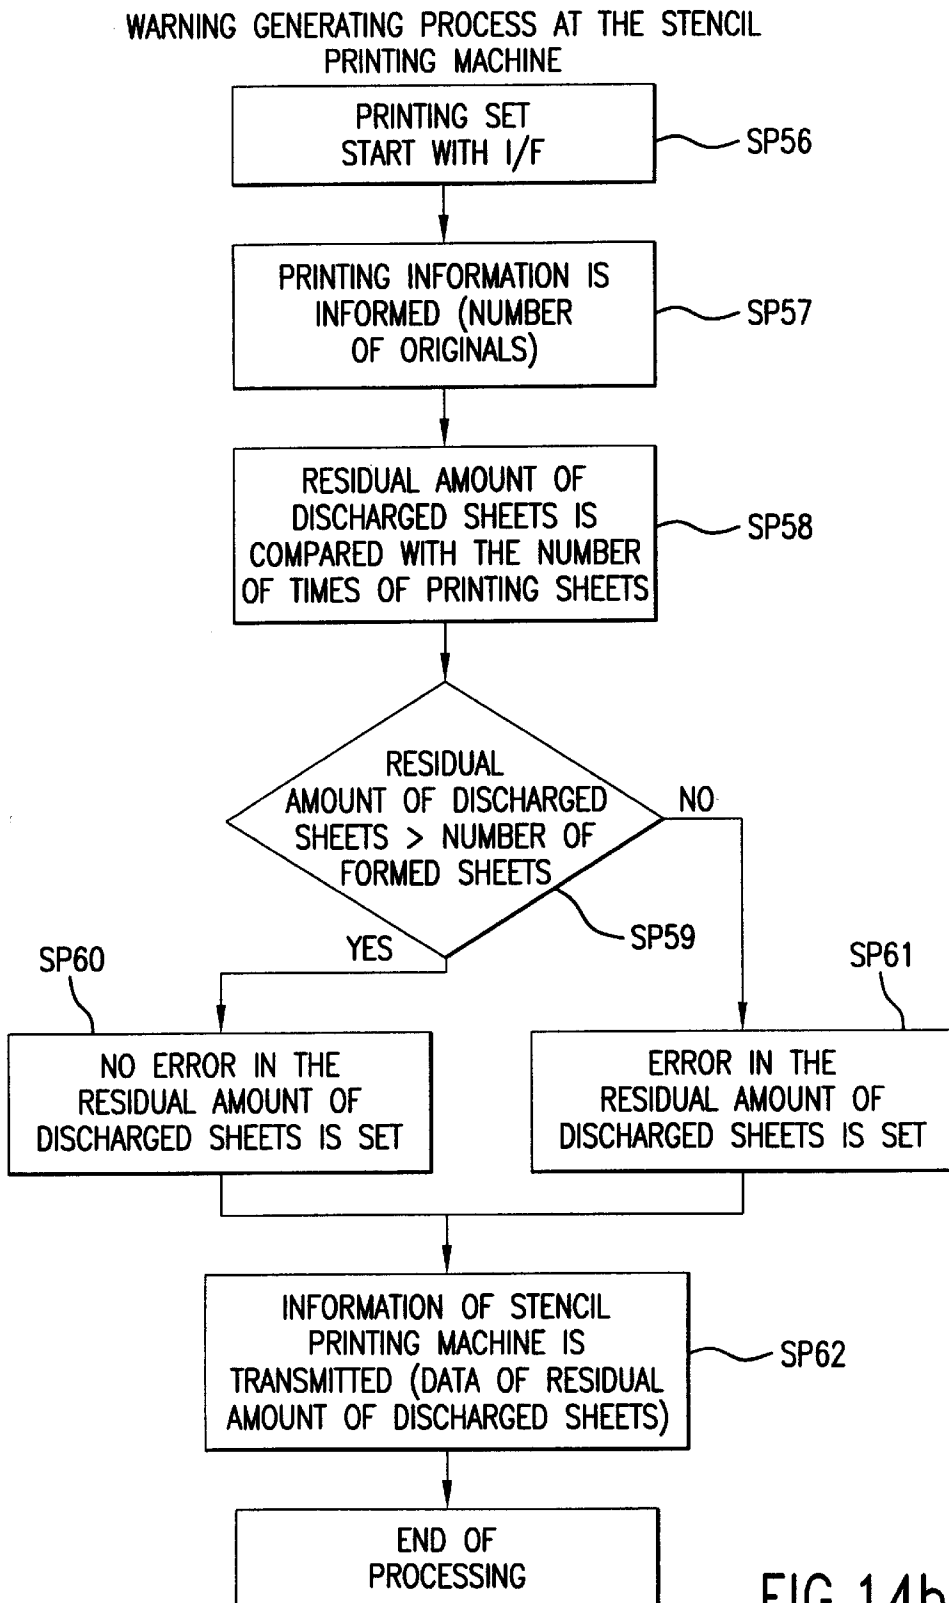 WARNING GENERATING PROCESS AT THE STENCIL
PRINTING MACHINE
PRINTING SET
START WITH I/F
SP56
PRINTING INFORMATION IS
INFORMED (NUMBER
OF ORIGINALS)
SP57
RESIDUAL AMOUNT OF
DISCHARGED SHEETS IS
COMPARED WITH THE NUMBER
OF TIMES OF PRINTING SHEETS
SP58
RESIDUAL
AMOUNT OF DISCHARGED
SHEETS > NUMBER OF
FORMED SHEETS
NO
YES
SP59
SP60
SP61
NO ERROR IN THE
RESIDUAL AMOUNT OF
DISCHARGED SHEETS IS SET
ERROR IN THE
RESIDUAL AMOUNT OF
DISCHARGED SHEETS IS SET
INFORMATION OF STENCIL
PRINTING MACHINE IS
TRANSMITTED (DATA OF RESIDUAL
AMOUNT OF DISCHARGED SHEETS)
SP62
END OF
PROCESSING
FIG.14b